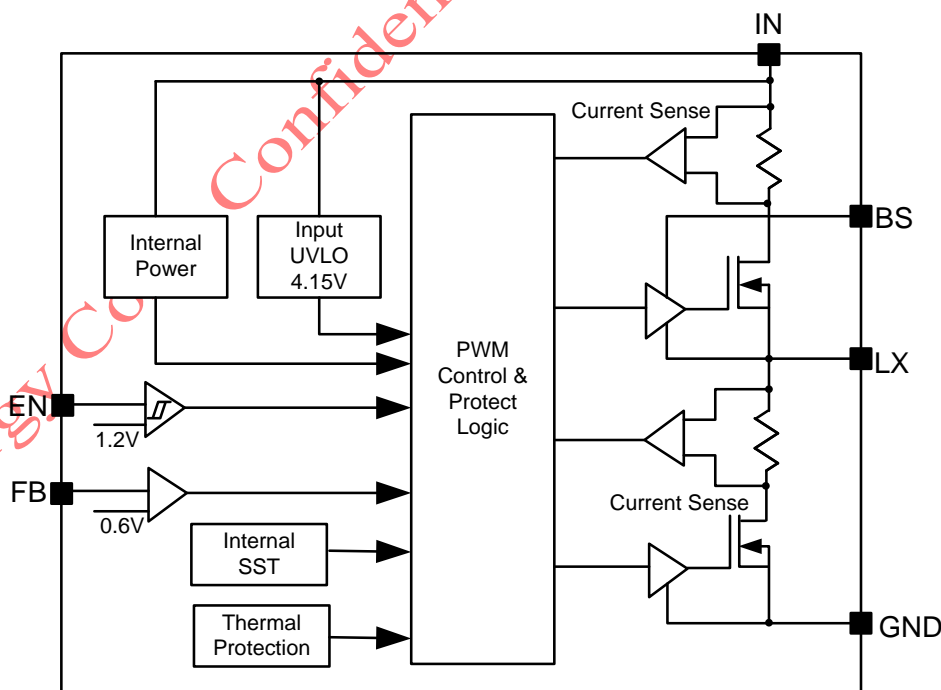 IN
Current Sense
BS
Internal
Power
Input
UVLO
4.15V
PWM
Control &
Protect
Logic
LX
EN
1.2V
FB
0.6V
Current Sense
Internal
SST
Thermal
Protection
GND
Confiden